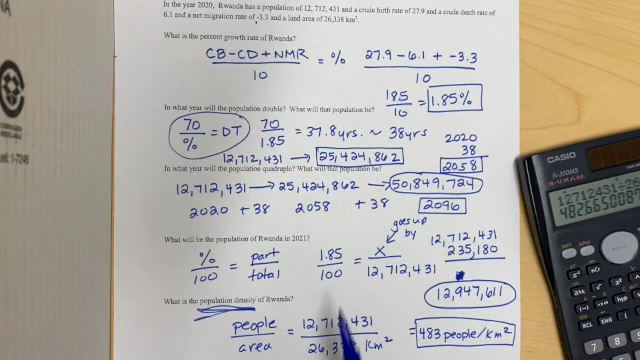 In the year 2020, Rwanda has a population of 12, 712, 431 and a crude birth rate of 27.9 and a crude death rate of
6.1 and a net migration rate of -3.3 and a land area of 26,338 km².
What is the percent growth rate of Rwanda?
CB-CD+NMR / 10 = % 27.9 - 6.1 + -3.3 / 10
185 / 10 = 1.85%
In what year will the population double? What will that population be?
70 / % = DT 70 / 1.85 = 37.8 yrs. ~ 38 yrs
12,712,431 → 25,424,862
2020
38
2058
In what year will the population quadruple? What will that population be?
12,712,431 → 25,424,862 → 50,849,724
2020 + 38 2058 + 38 2096
What will be the population of Rwanda in 2021?
goes up by
% / 100 = part / total 1.85 / 100 = x / 12,712,431
12,712,431
235,180
12,947,611
What is the population density of Rwanda?
people / area = 12,712,431 / 26,33 km² = 483 people/km²
CASIO
fx-300MS
S-V.P.A.M.
12712431÷26
482.6650087